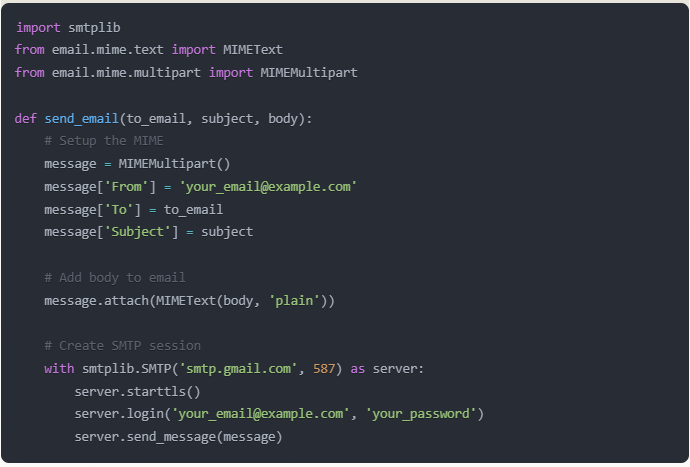 import smtplib
from email.mime.text import MIMEText
from email.mime.multipart import MIMEMultipart

def send_email(to_email, subject, body):
    # Setup the MIME
    message = MIMEMultipart()
    message['From'] = 'your_email@example.com'
    message['To'] = to_email
    message['Subject'] = subject

    # Add body to email
    message.attach(MIMEText(body, 'plain'))

    # Create SMTP session
    with smtplib.SMTP('smtp.gmail.com', 587) as server:
        server.starttls()
        server.login('your_email@example.com', 'your_password')
        server.send_message(message)